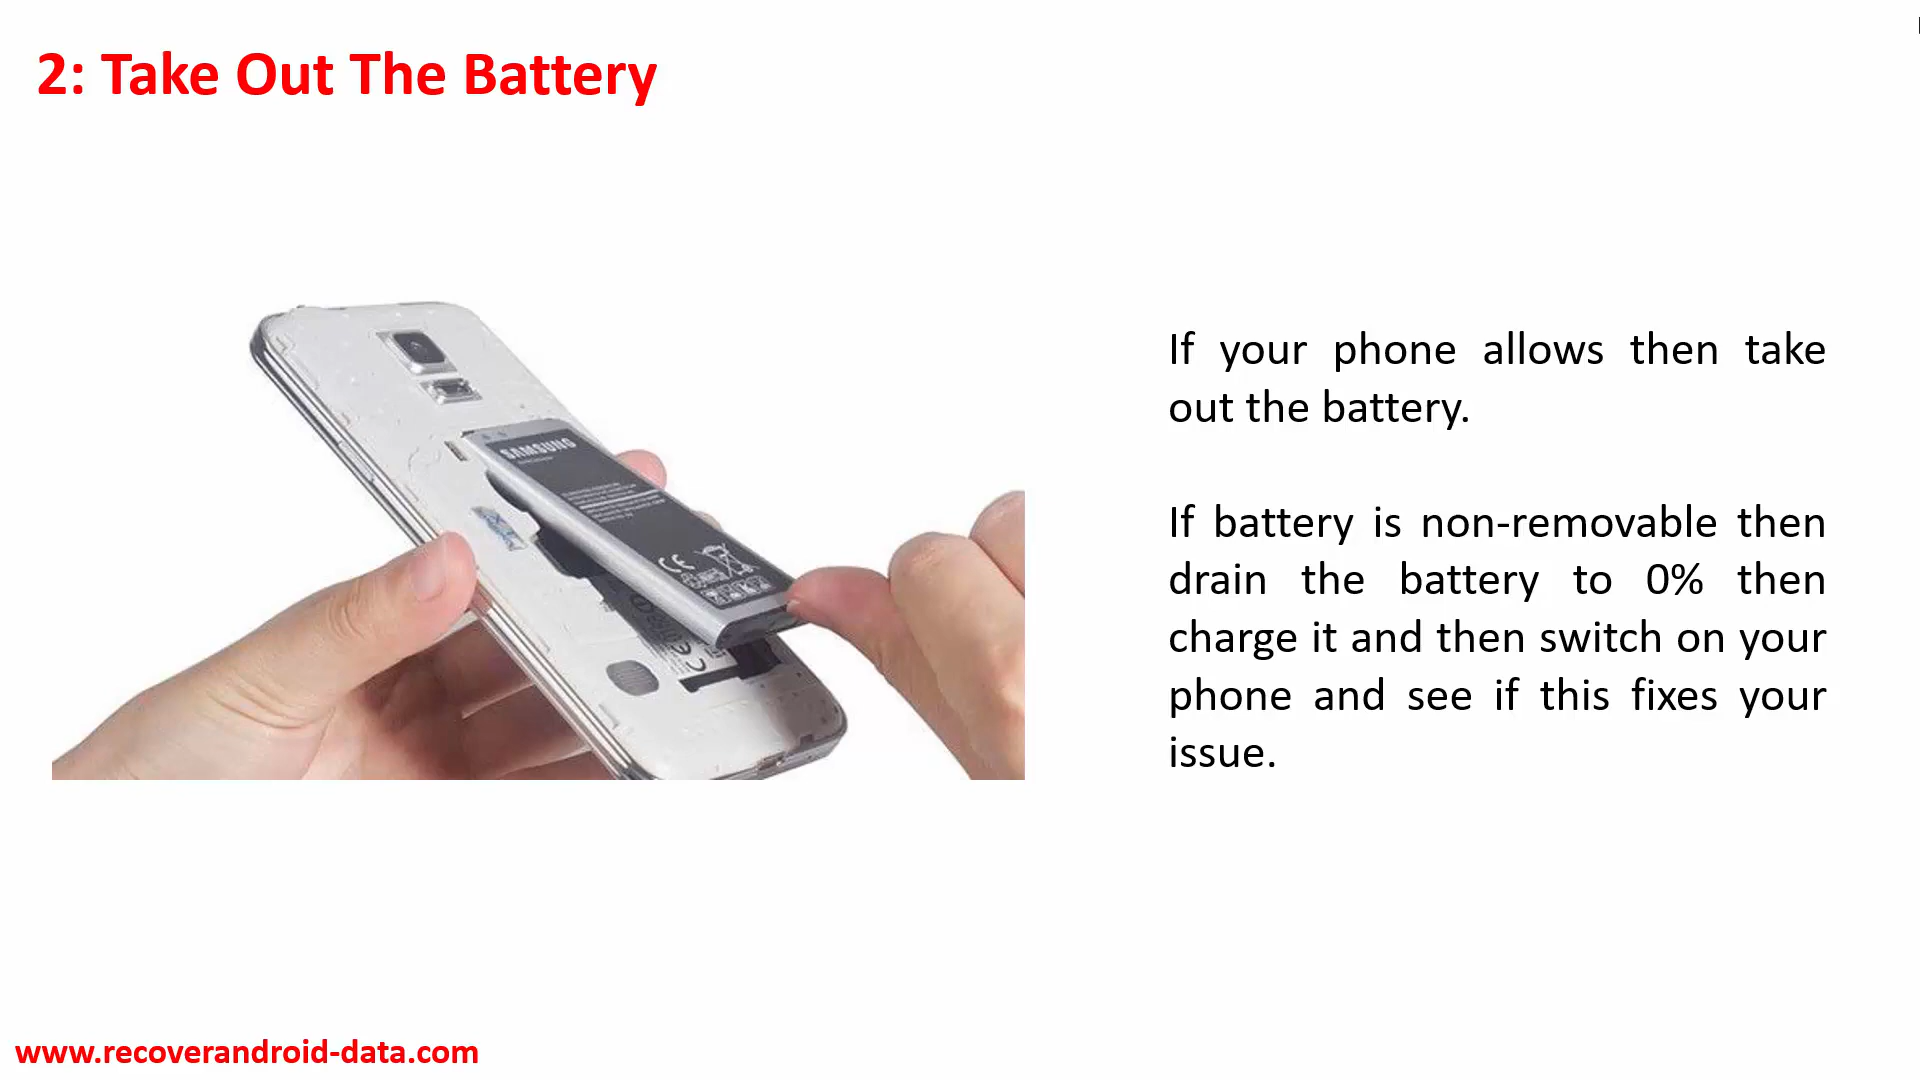 2: Take Out The Battery
SAMSUNG
If your phone allows then take
out the battery.
If battery is non-removable then
drain the battery to 0% then
charge it and then switch on your
phone and see if this fixes your
issue.
www.recoverandroid-data.com